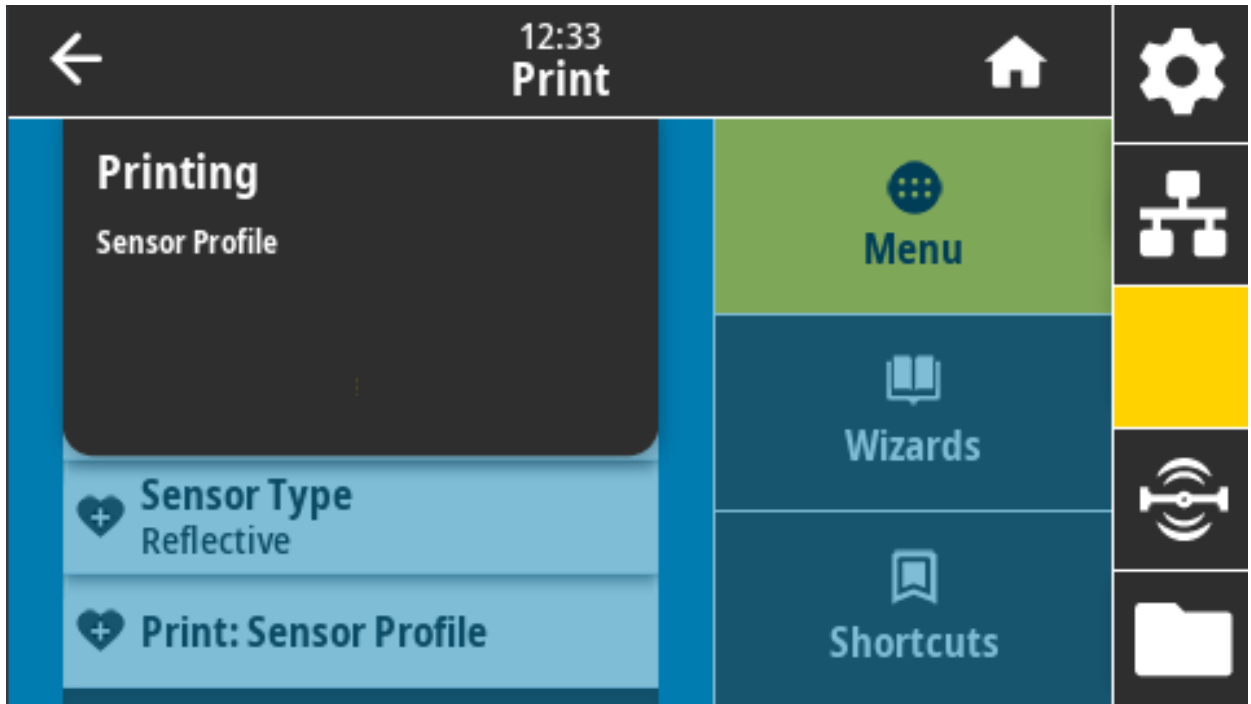 12:33
Print
Printing
Sensor Profile
Sensor Type
Reflective
Print: Sensor Profile
Menu
Wizards
Shortcuts